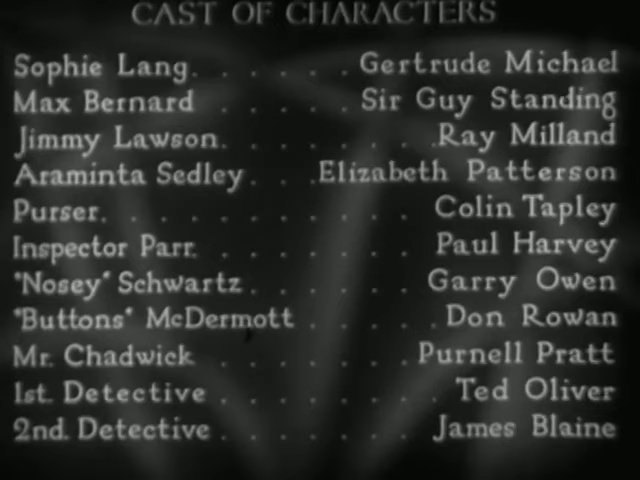 CAST OF CHARACTERS
Sophie Lang. . . . . . . Gertrude Michael
Max Bernard . . . . . Sir Guy Standing
Jimmy Lawson. . . . . . . .Ray Milland
Araminta Sedley . . .Elizabeth Patterson
Purser. . . . . . . . . . . Colin Tapley
Inspector Parr. . . . . . . Paul Harvey
"Nosey" Schwartz . . . . . . Garry Owen
"Buttons" McDermott . . . . .Don Rowan
Mr. Chadwick . . . . . . .Purnell Pratt
1st. Detective . . . . . . . Ted Oliver
2nd. Detective . . . . . . James Blaine